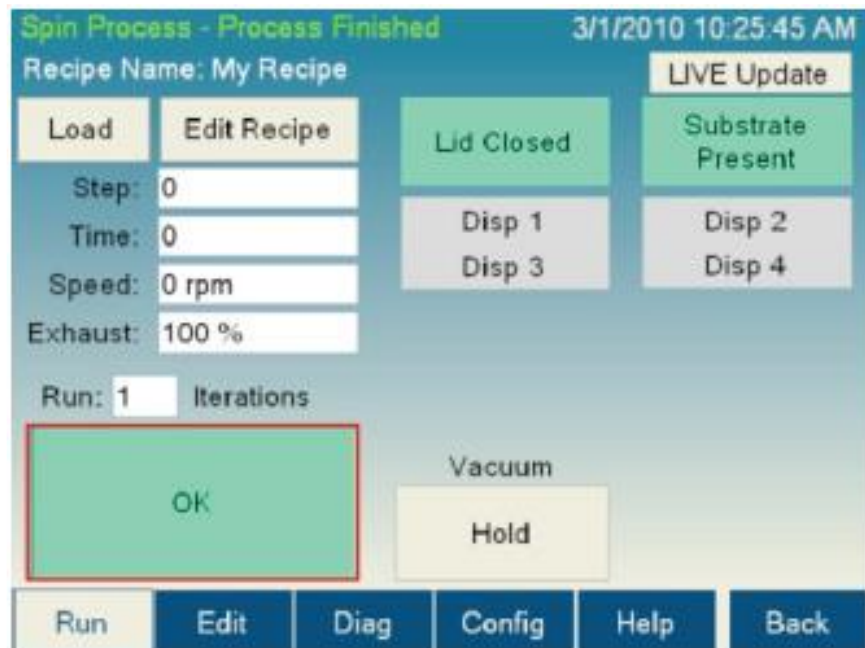 Spin Process - Process Finished 3/1/2010 10:25:45 AM
Recipe Name: My Recipe LIVE Update
Load Edit Recipe Lid Closed Substrate
Present
Step: 0
Time: 0 Disp 1 Disp 2
Speed: 0 rpm Disp 3 Disp 4
Exhaust: 100 %
Run: 1 Iterations
OK
Vacuum
Hold
Run Edit Diag Config Help Back